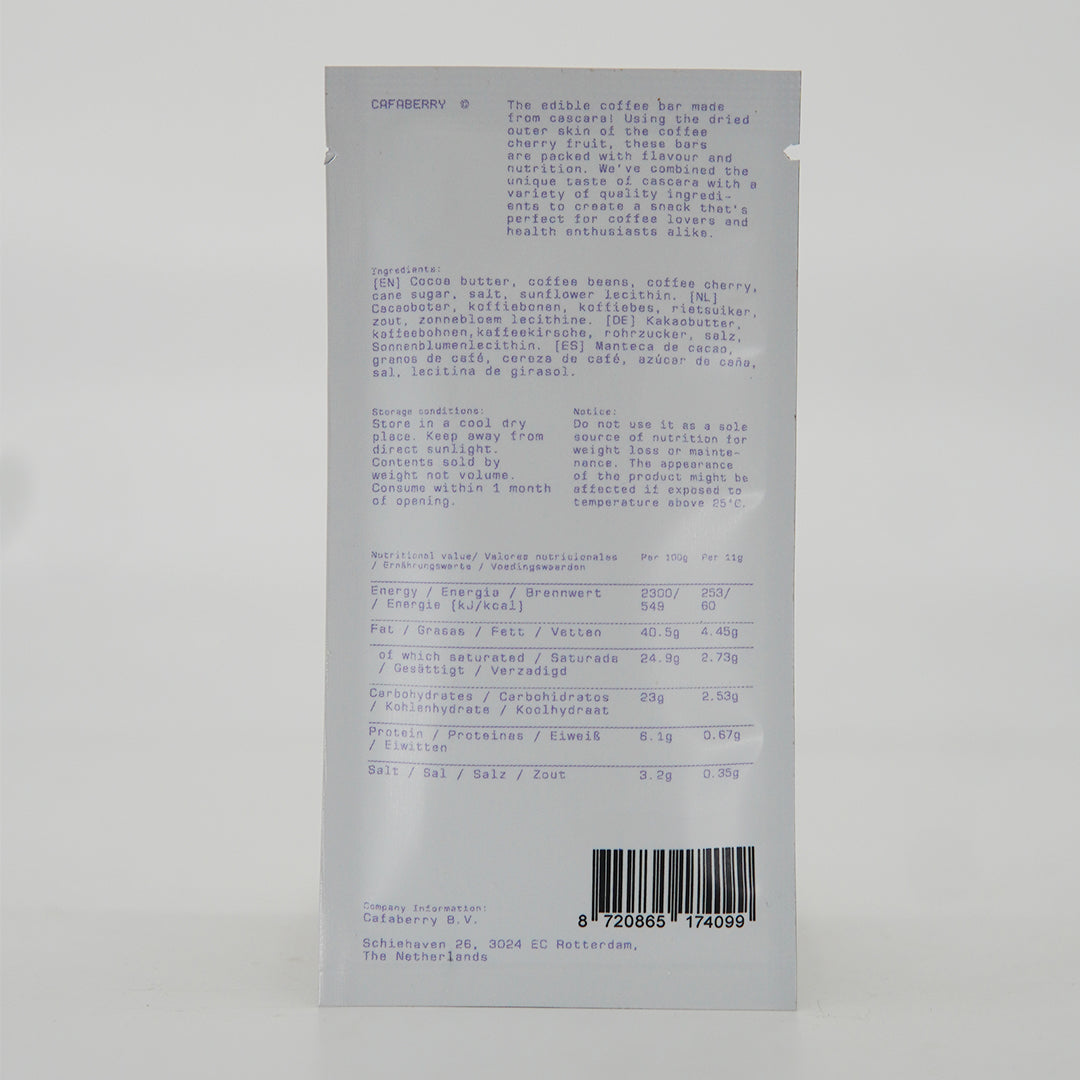 CAFABERRY ©
The edible coffee bar made
from cascara! Using the dried
outer skin of the coffee
cherry fruit, these bars
are packed with flavour and
nutrition. We've combined the
unique taste of cascara with a
variety of quality ingredi-
ents to create a snack that's
perfect for coffee lovers and
health enthusiasts alike.
Ingredients:
[EN] Cocoa butter, coffee beans, coffee cherry,
cane sugar, salt, sunflower lecithin. [NL]
Cacaoboter, koffiebonen, koffiebes, rietsuiker,
zout, zonnebloem lecithine. [DE] Kakaobutter,
kaffeebohnen,kaffeekirsche, rohrzucker, salz,
Sonnenblumenlecithin. [ES] Manteca de cacao,
granos de café, cereza de café, azúcar de caña,
sal, lecitina de girasol.
Storage conditions:
Store in a cool dry
place. Keep away from
direct sunlight.
Contents sold by
weight not volume.
Consume within 1 month
of opening.
Notice:
Do not use it as a sole
source of nutrition for
weight loss or mainte-
nance. The appearance
of the product might be
affected if exposed to
temperature above 25°C.
Nutritional value/ Valores nutricionales Per 100g Per 11g
/ Ernährungswerte / Voedingswaarden
Energy / Energia / Brennwert 2300/ 253/
/ Energie [kJ/kcal] 549 60
Fat / Grasas / Fett / Vetten 40.5g 4.45g
of which saturated / Saturade 24.9g 2.73g
/ Gesättigt / Verzadigd
Carbohydrates / Carbohidratos 23g 2.53g
/ Kohlenhydrate / Koolhydraat
Protein / Proteinas / Eiweiß 6.1g 0.67g
/ Eiwitten
Salt / Sal / Salz / Zout 3.2g 0.35g
8 720865 174099
Company Information:
Cafaberry B.V.
Schiehaven 26, 3024 EC Rotterdam,
The Netherlands